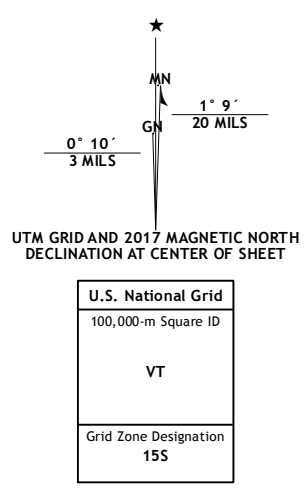 ★
MN
1° 9´
20 MILS
GN
0° 10´
3 MILS
UTM GRID AND 2017 MAGNETIC NORTH
DECLINATION AT CENTER OF SHEET
U.S. National Grid
100,000-m Square ID
VT
Grid Zone Designation
15S